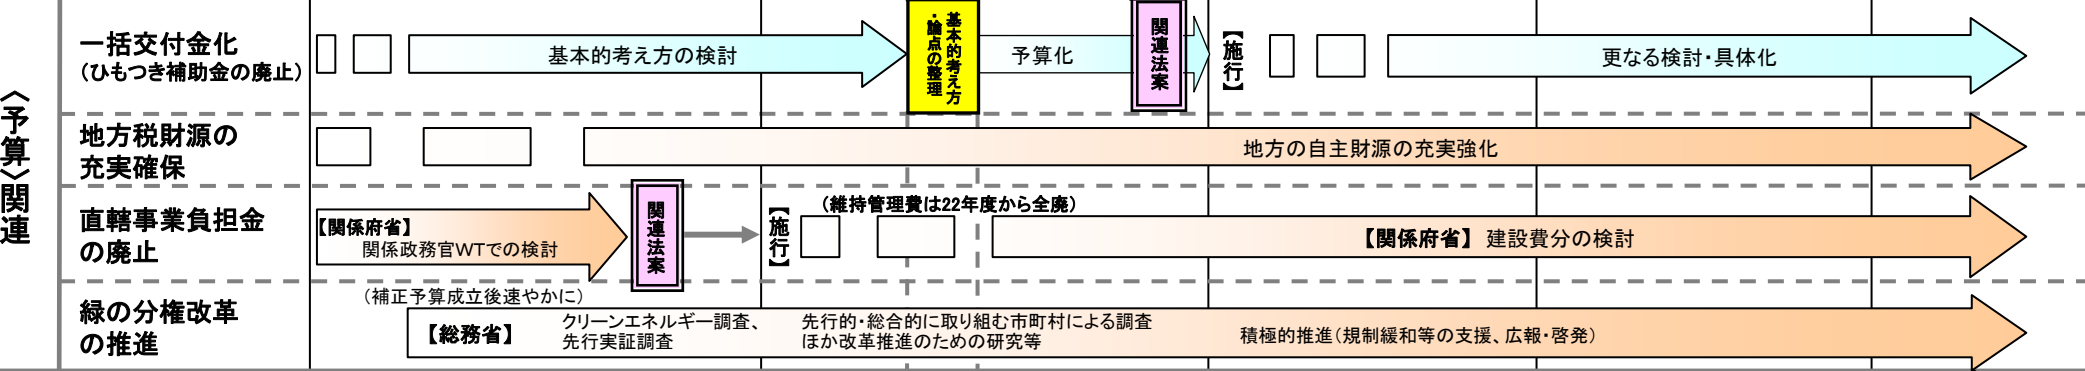 〈予算〉関連
一括交付金化
（ひもつき補助金の廃止）
基本的考え方の検討
基本的考え方
・論点の整理
予算化
関連法案
【施行】
更なる検討・具体化
地方税財源の
充実確保
地方の自主財源の充実強化
直轄事業負担金
の廃止
【関係府省】
関係政務官WTでの検討
関連法案
【施行】
（維持管理費は22年度から全廃）
【関係府省】 建設費分の検討
緑の分権改革
の推進
（補正予算成立後速やかに）
【総務省】
クリーンエネルギー調査、
先行実証調査
先行的・総合的に取り組む市町村による調査
ほか改革推進のための研究等
積極的推進（規制緩和等の支援、広報・啓発）